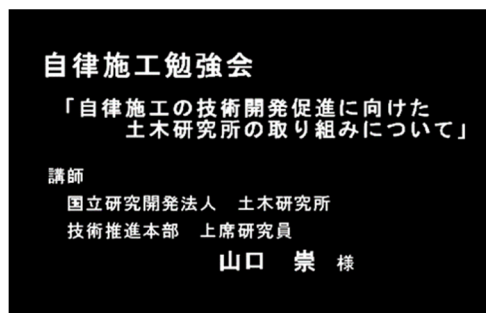 自律施工勉強会
「自律施工の技術開発促進に向けた
土木研究所の取り組みについて」
講師
国立研究開発法人　土木研究所
技術推進本部　上席研究員
山口　崇　様